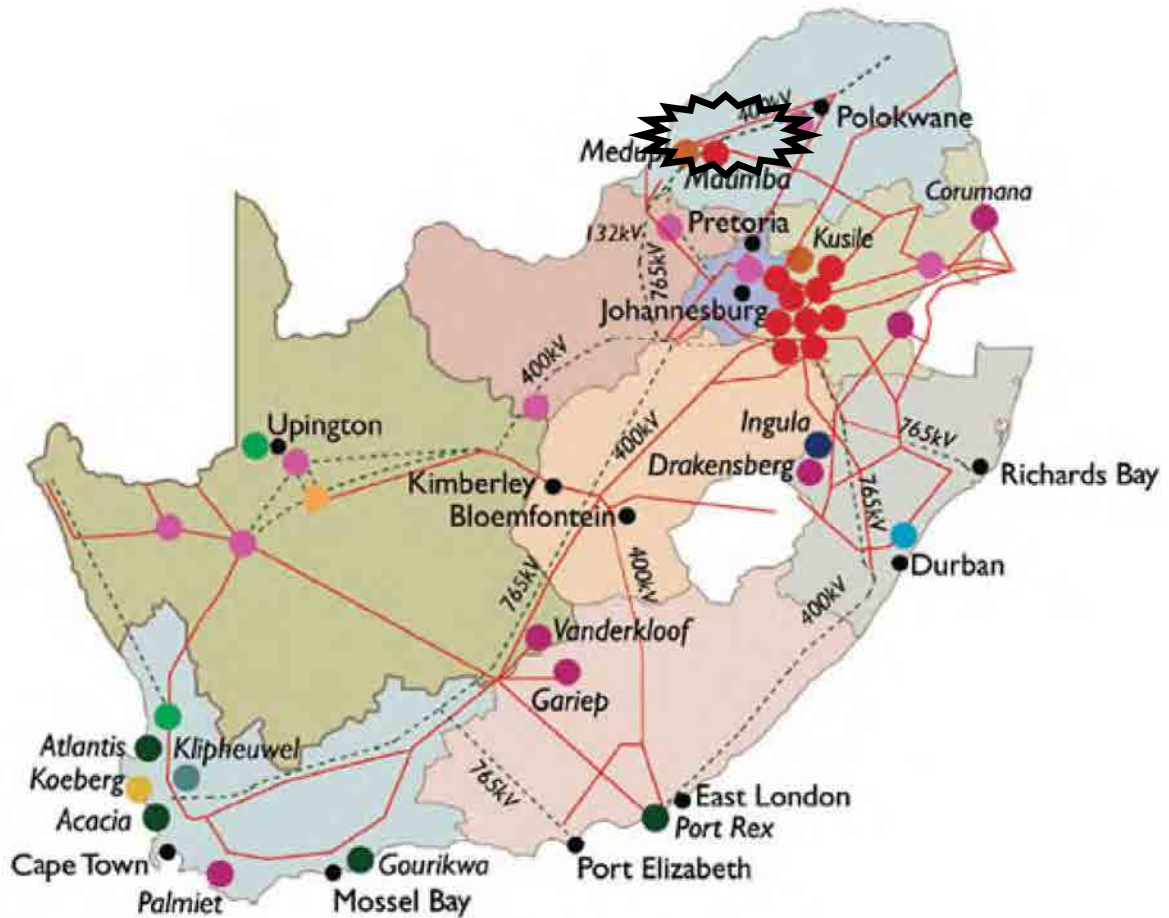 400kV
Polokwane
Medupi
Matimba
Corumana
132kV
Pretoria
Kusile
765kV
Johannesburg
400kV
Upington
400kV
Ingula
765kV
Kimberley
Drakensberg
Richards Bay
Bloemfontein
765kV
765kV
400kV
Durban
400kV
Vanderkloof
Gariep
Atlantis
Klipheuwel
Koeberg
765kV
East London
Acacia
Port Rex
Cape Town
Gourikwa
Port Elizabeth
Palmiet
Mossel Bay